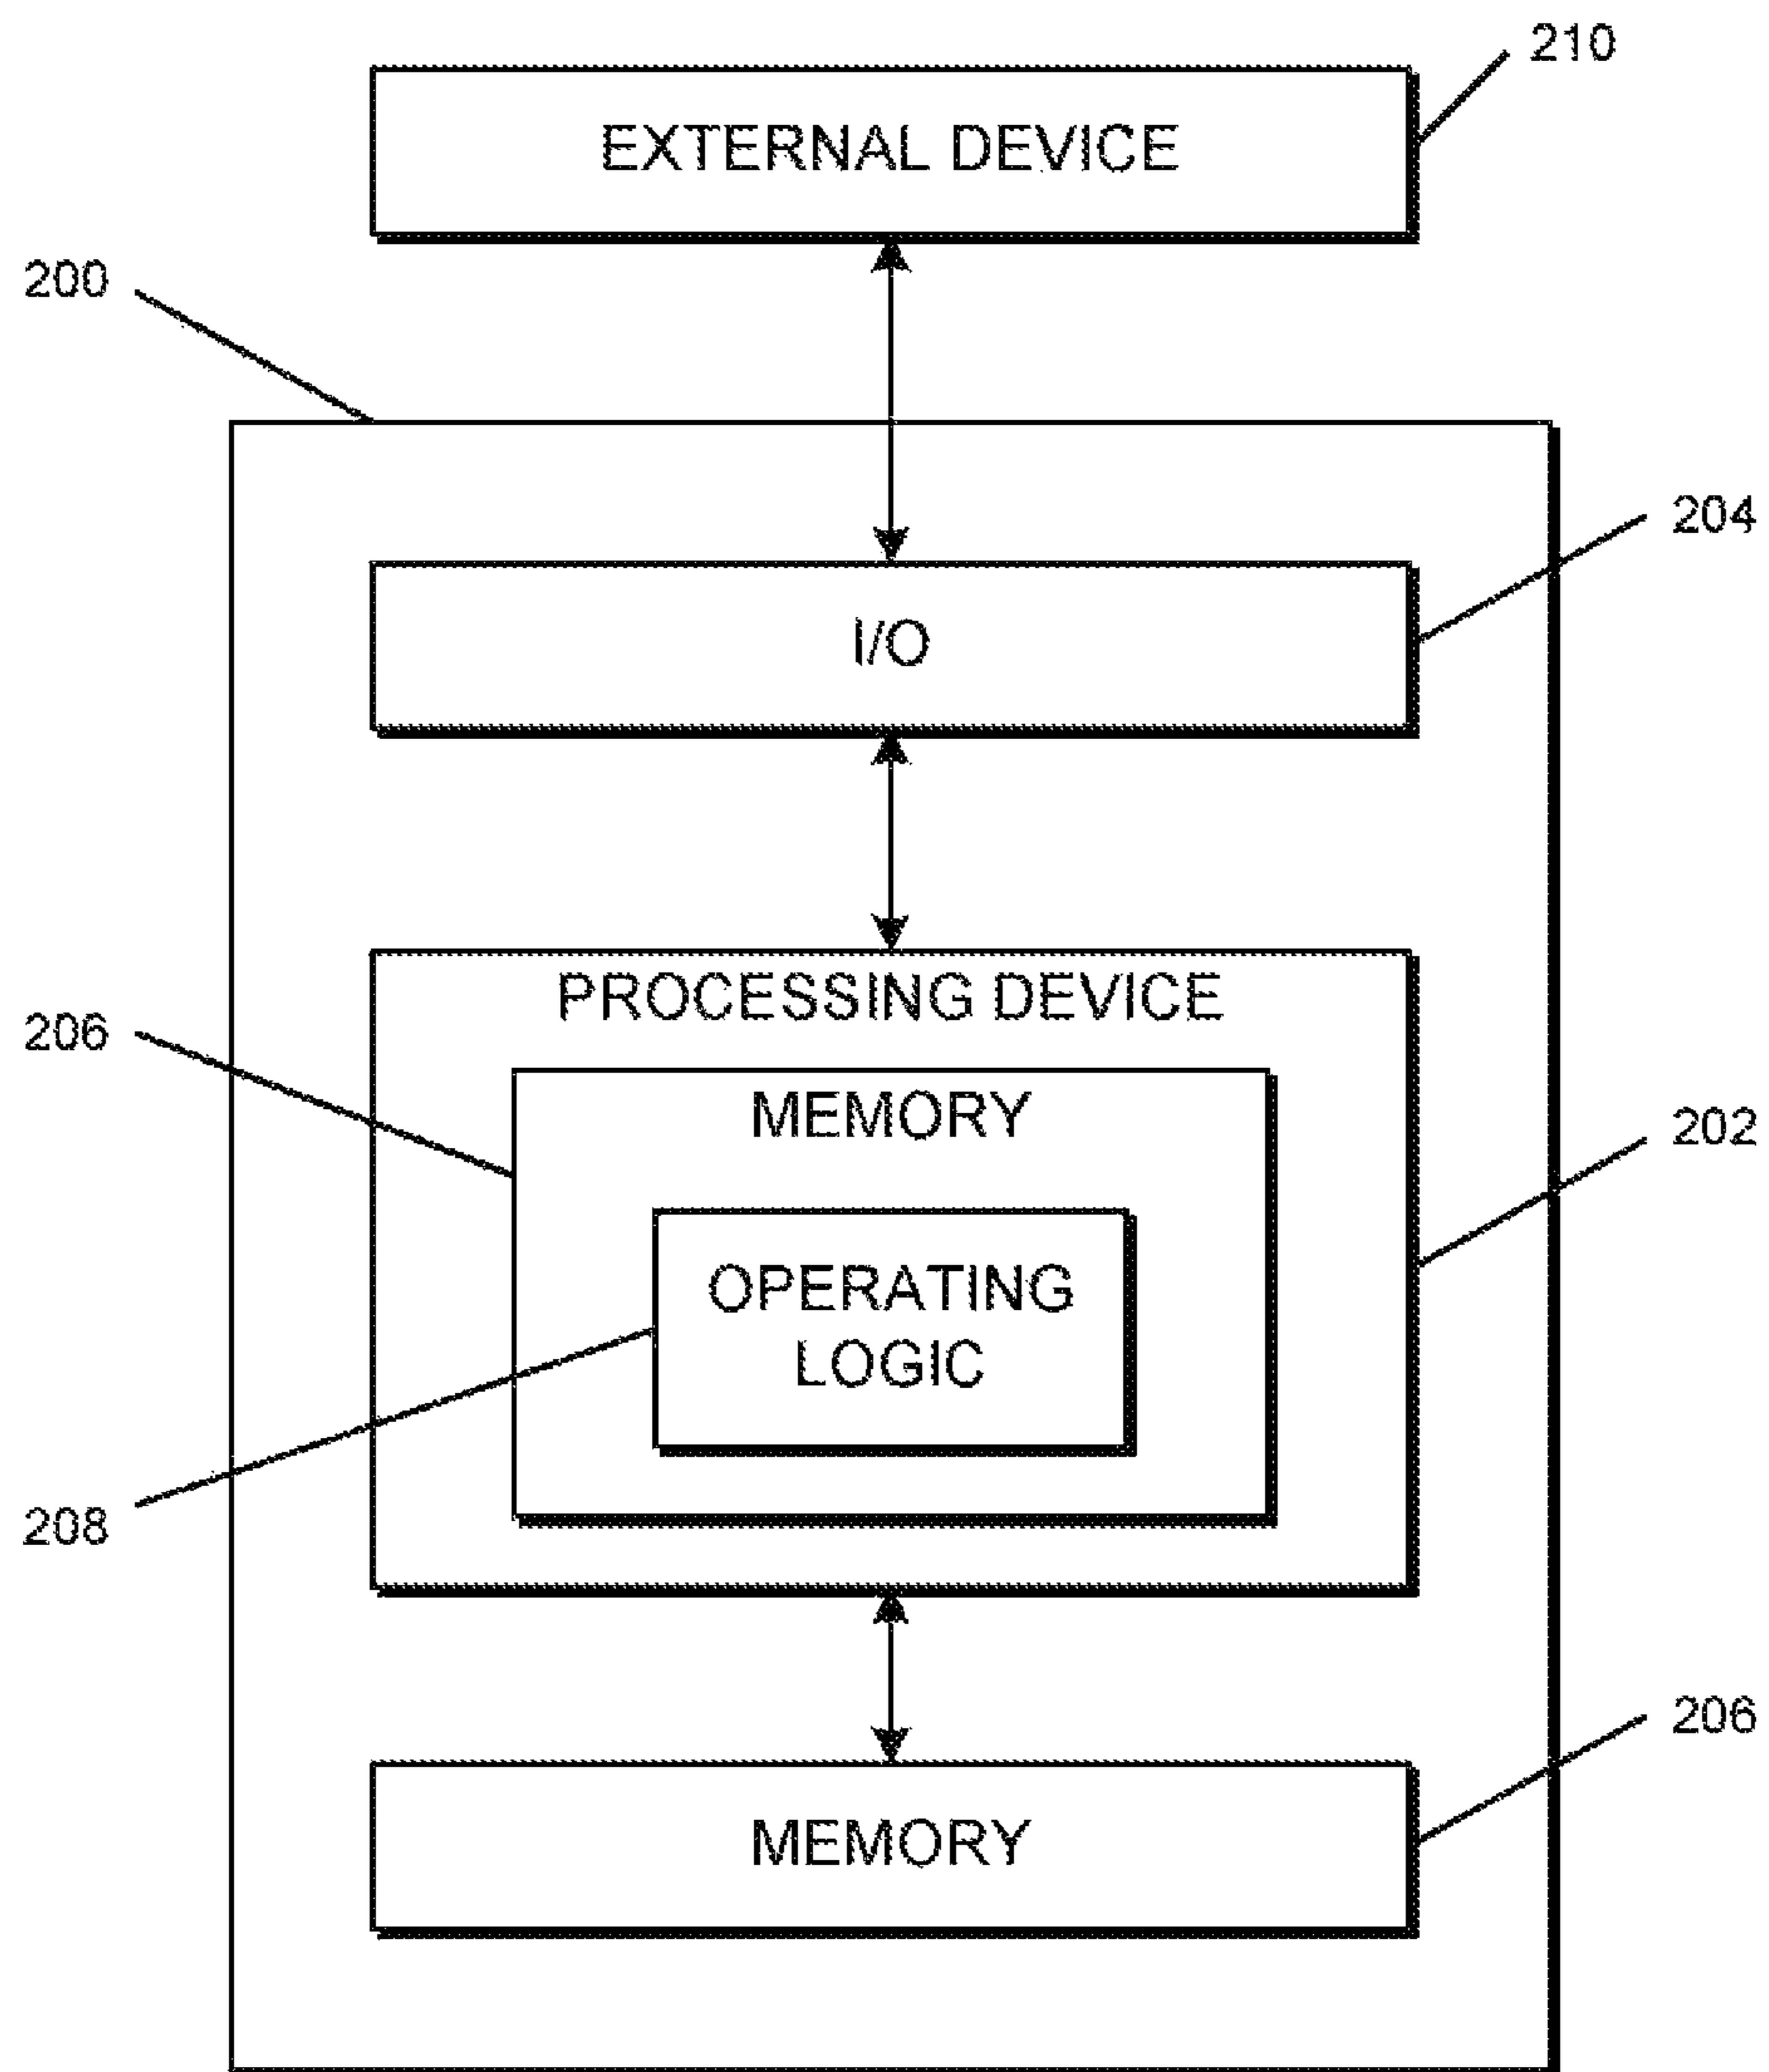 210
EXTERNAL DEVICE
200
204
I/O
PROCESSING DEVICE
206
MEMORY
202
OPERATING
LOGIC
208
206
MEMORY